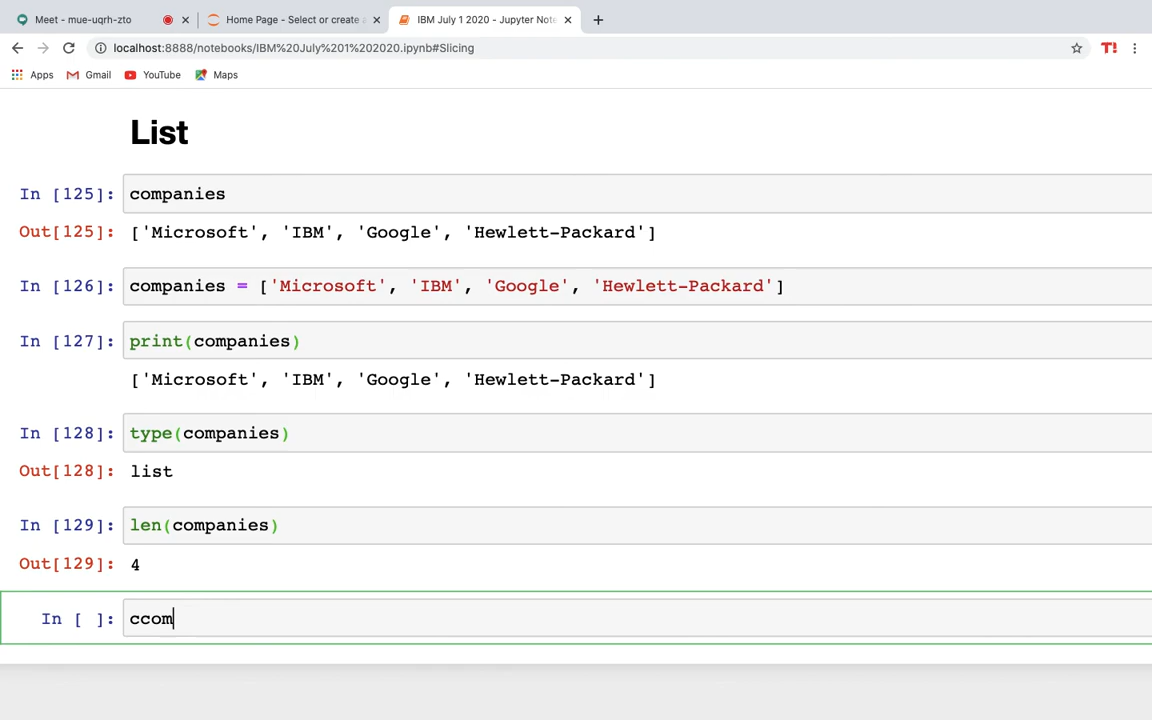 Meet - mue-uqrh-zto
Home Page - Select or create a
IBM July 1 2020 - Jupyter Note
localhost:8888/notebooks/IBM%20July%201%202020.ipynb#Slicing
T!
Apps Gmail YouTube Maps
List
In [125]: companies
Out[125]: ['Microsoft', 'IBM', 'Google', 'Hewlett-Packard']
In [126]: companies = ['Microsoft', 'IBM', 'Google', 'Hewlett-Packard']
In [127]: print(companies)
['Microsoft', 'IBM', 'Google', 'Hewlett-Packard']
In [128]: type(companies)
Out[128]: list
In [129]: len(companies)
Out[129]: 4
In [ ]: ccom